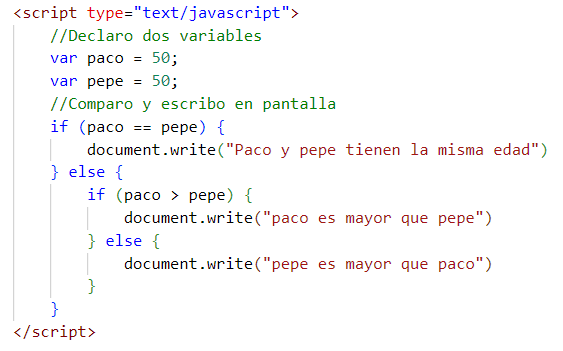 <script type="text/javascript">
    //Declaro dos variables
    var paco = 50;
    var pepe = 50;
    //Comparo y escribo en pantalla
    if (paco == pepe) {
        document.write("Paco y pepe tienen la misma edad")
    } else {
        if (paco > pepe) {
            document.write("paco es mayor que pepe")
        } else {
            document.write("pepe es mayor que paco")
        }
    }
</script>